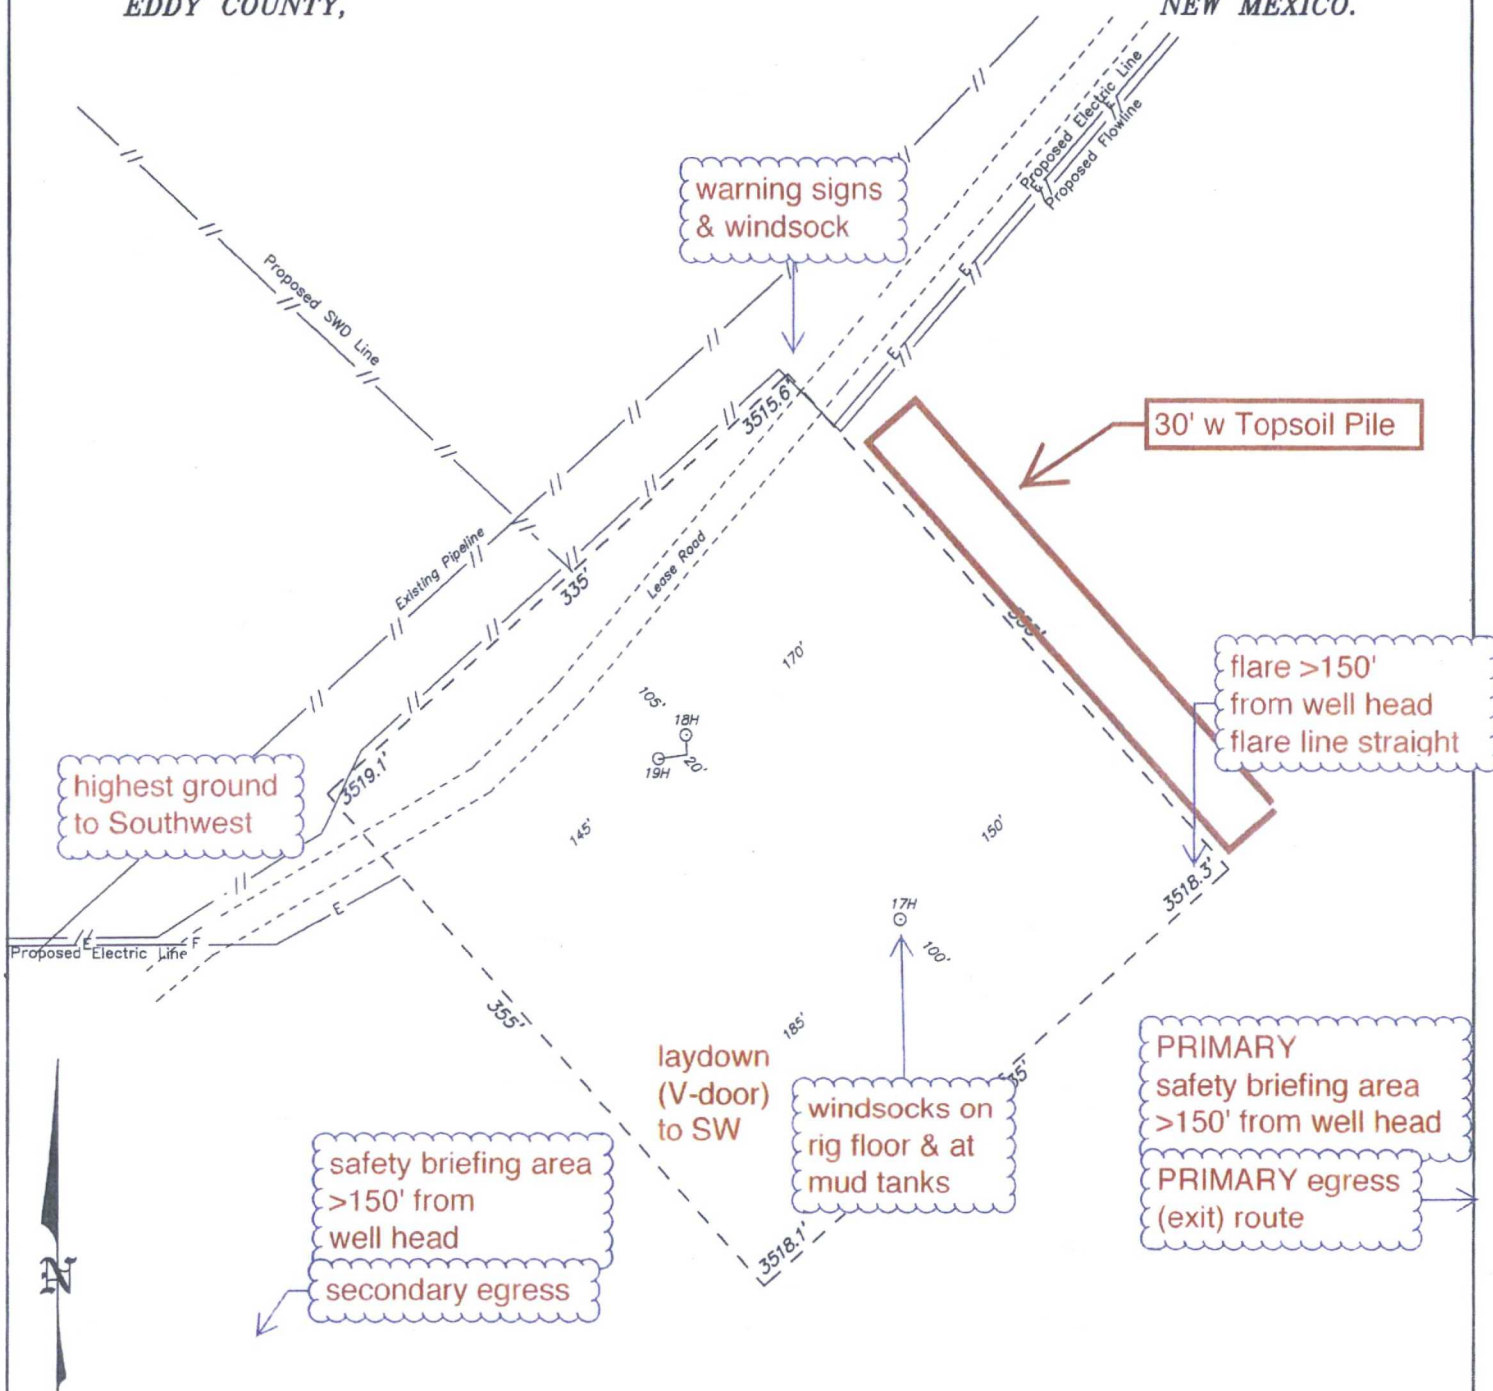 EDDY COUNTY,
NEW MEXICO.
Proposed Electric Line
Proposed Flowline
warning signs
& windsock
E
E
E
E
Proposed SWD Line
3515.6'
30' w Topsoil Pile
Existing Pipeline
335'
Lease Road
170'
flare >150'
from well head
flare line straight
105'
18H
19H
20'
highest ground
to Southwest
3519.1'
145'
150'
3518.3'
17H
100'
E
E
F
Proposed Electric Line
355'
185'
laydown
(V-door)
to SW
windsocks on
rig floor & at
mud tanks
PRIMARY
safety briefing area
>150' from well head
PRIMARY egress
(exit) route
safety briefing area
>150' from
well head
secondary egress
3518.1'
N